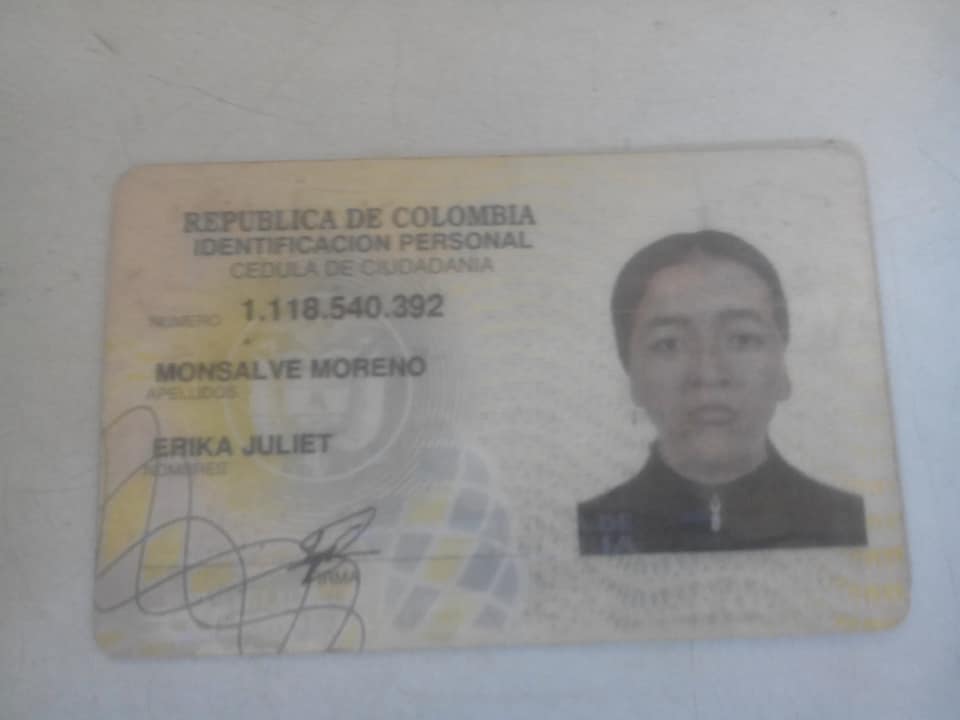 REPUBLICA DE COLOMBIA
IDENTIFICACION PERSONAL
CEDULA DE CIUDADANIA
NUMERO 1.118.540.392
MONSALVE MORENO
APELLIDOS
ERIKA JULIET
NOMBRES
FIRMA